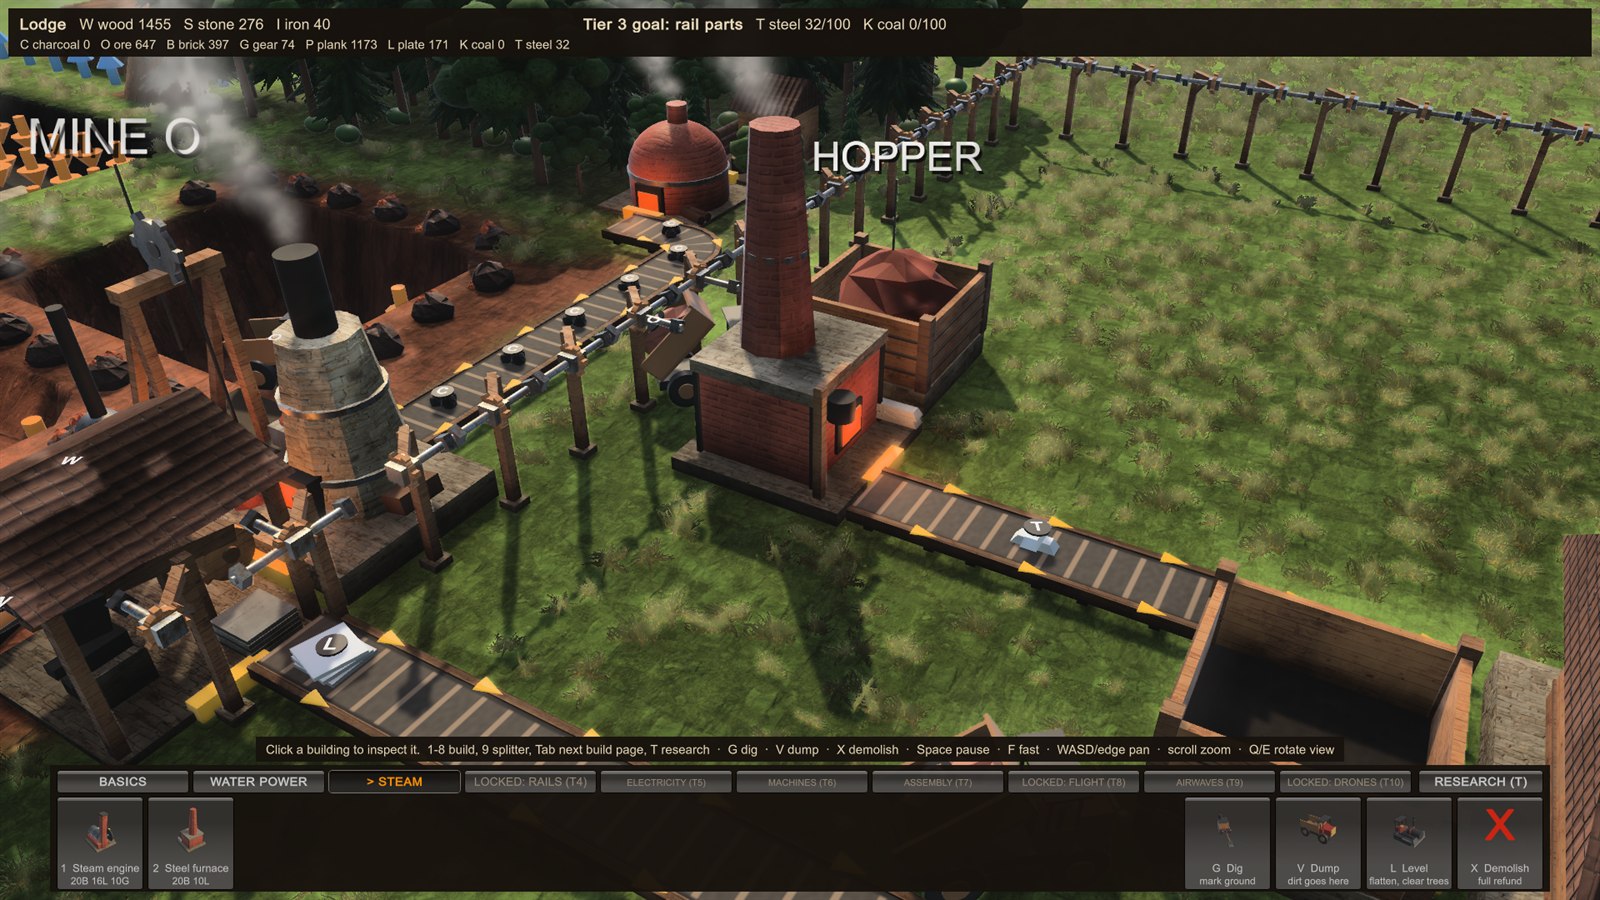 Lodge W wood 1455 S stone 276 I iron 40
Tier 3 goal: rail parts T steel 32/100 K coal 0/100
C charcoal 0 O ore 647 B brick 397 G gear 74 P plank 1173 L plate 171 K coal 0 T steel 32
MINE O
HOPPER
W
T
L
Click a building to inspect it. 1-8 build, 9 splitter, Tab next build page, T research · G dig · V dump · X demolish · Space pause · F fast · WASD/edge pan · scroll zoom · Q/E rotate view
BASICS
WATER POWER
> STEAM
LOCKED: RAILS (T4)
ELECTRICITY (T5)
MACHINES (T6)
ASSEMBLY (T7)
LOCKED: FLIGHT (T8)
AIRWAVES (T9)
LOCKED: DRONES (T10)
RESEARCH (T)
1 Steam engine
20B 16L 10G
2 Steel furnace
20B 10L
G Dig
mark ground
V Dump
dirt goes here
L Level
flatten, clear trees
X Demolish
full refund